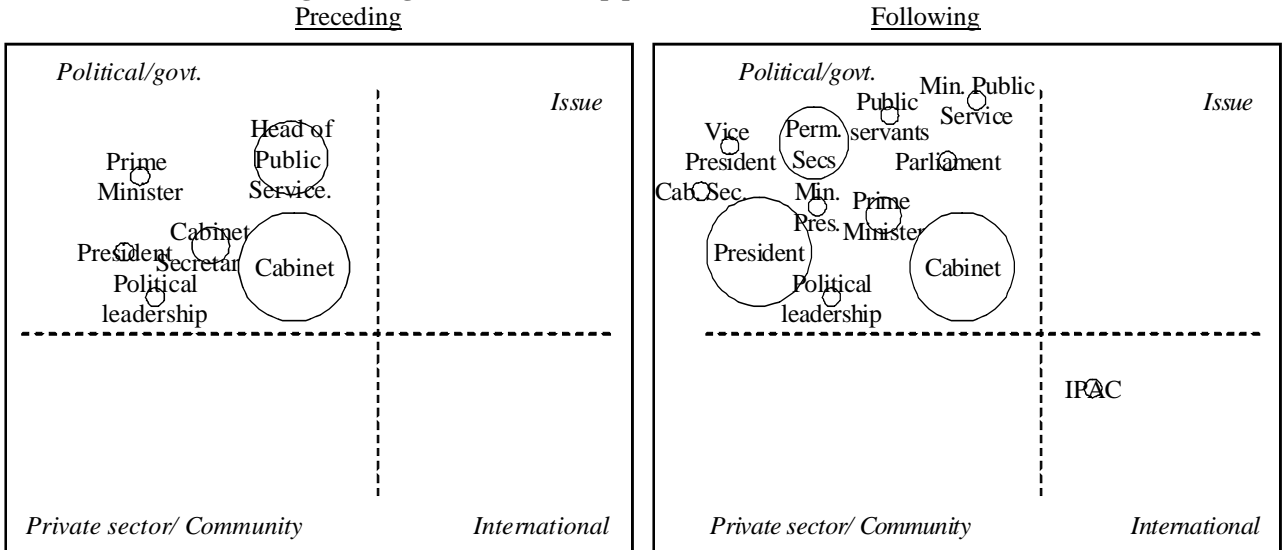 Preceding
Following
Political/govt.
Issue
Head of
Public
Service.
Prime
Minister
Cabinet
Secretar
President
Cabinet
Political
leadership
Private sector/ Community
International
Political/govt.
Issue
Min. Public
Service
Public
servants
Vice
President
Perm.
Secs
Parliament
Cab. Sec.
Min.
Pres.
Prime
Minister
President
Cabinet
Political
leadership
IPAC
Private sector/ Community
International